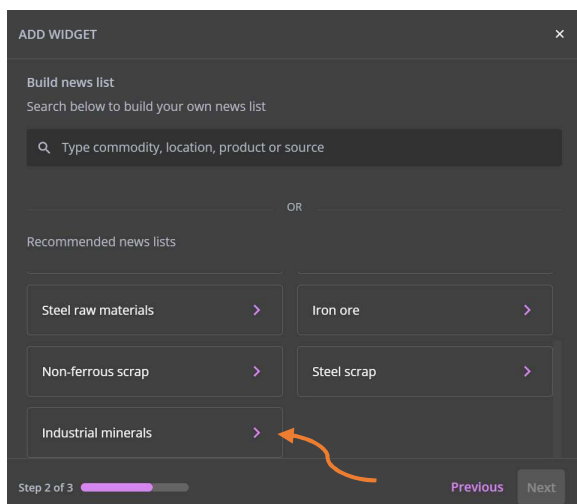 ADD WIDGET
Build news list
Search below to build your own news list
Type commodity, location, product or source
OR
Recommended news lists
Steel raw materials
Iron ore
Non-ferrous scrap
Steel scrap
Industrial minerals
Step 2 of 3
Previous
Next